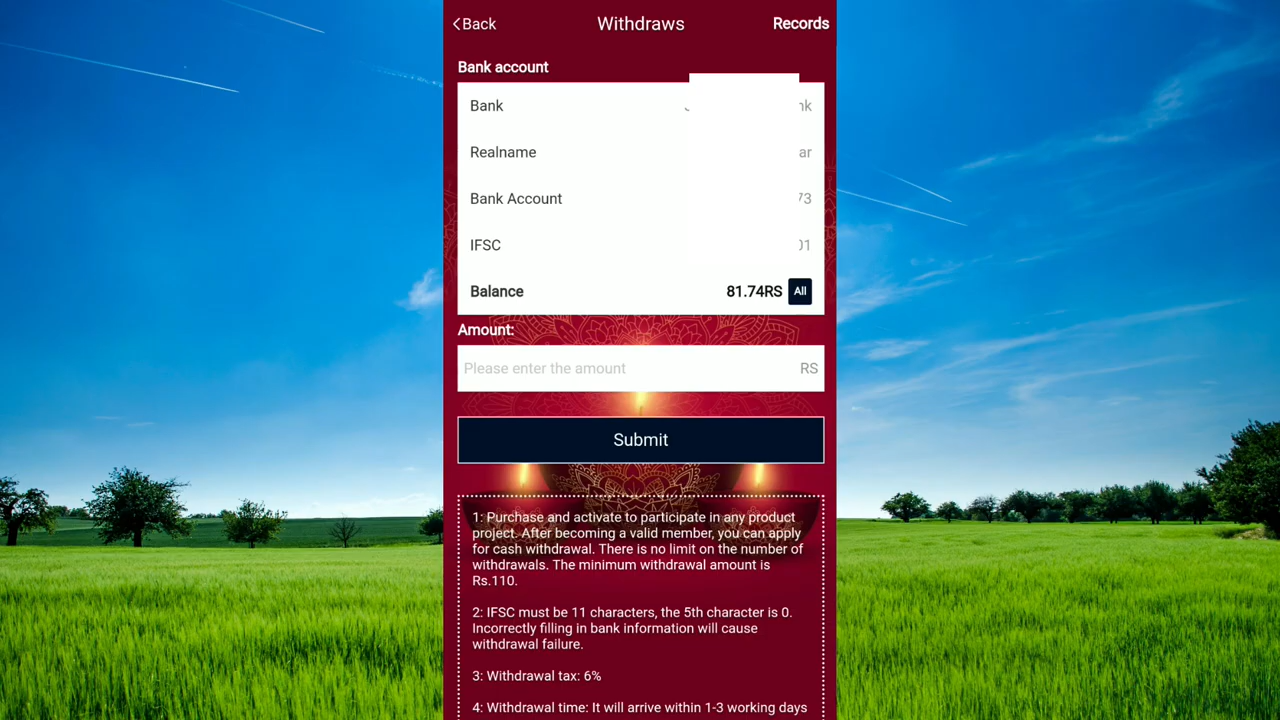 Back
Withdraws
Records
Bank account
Bank nk
Realname ar
Bank Account 73
IFSC 01
Balance 81.74RS All
Amount:
Please enter the amount RS
Submit
1: Purchase and activate to participate in any product
project. After becoming a valid member, you can apply
for cash withdrawal. There is no limit on the number of
withdrawals. The minimum withdrawal amount is
Rs.110.
2: IFSC must be 11 characters, the 5th character is 0.
Incorrectly filling in bank information will cause
withdrawal failure.
3: Withdrawal tax: 6%
4: Withdrawal time: It will arrive within 1-3 working days